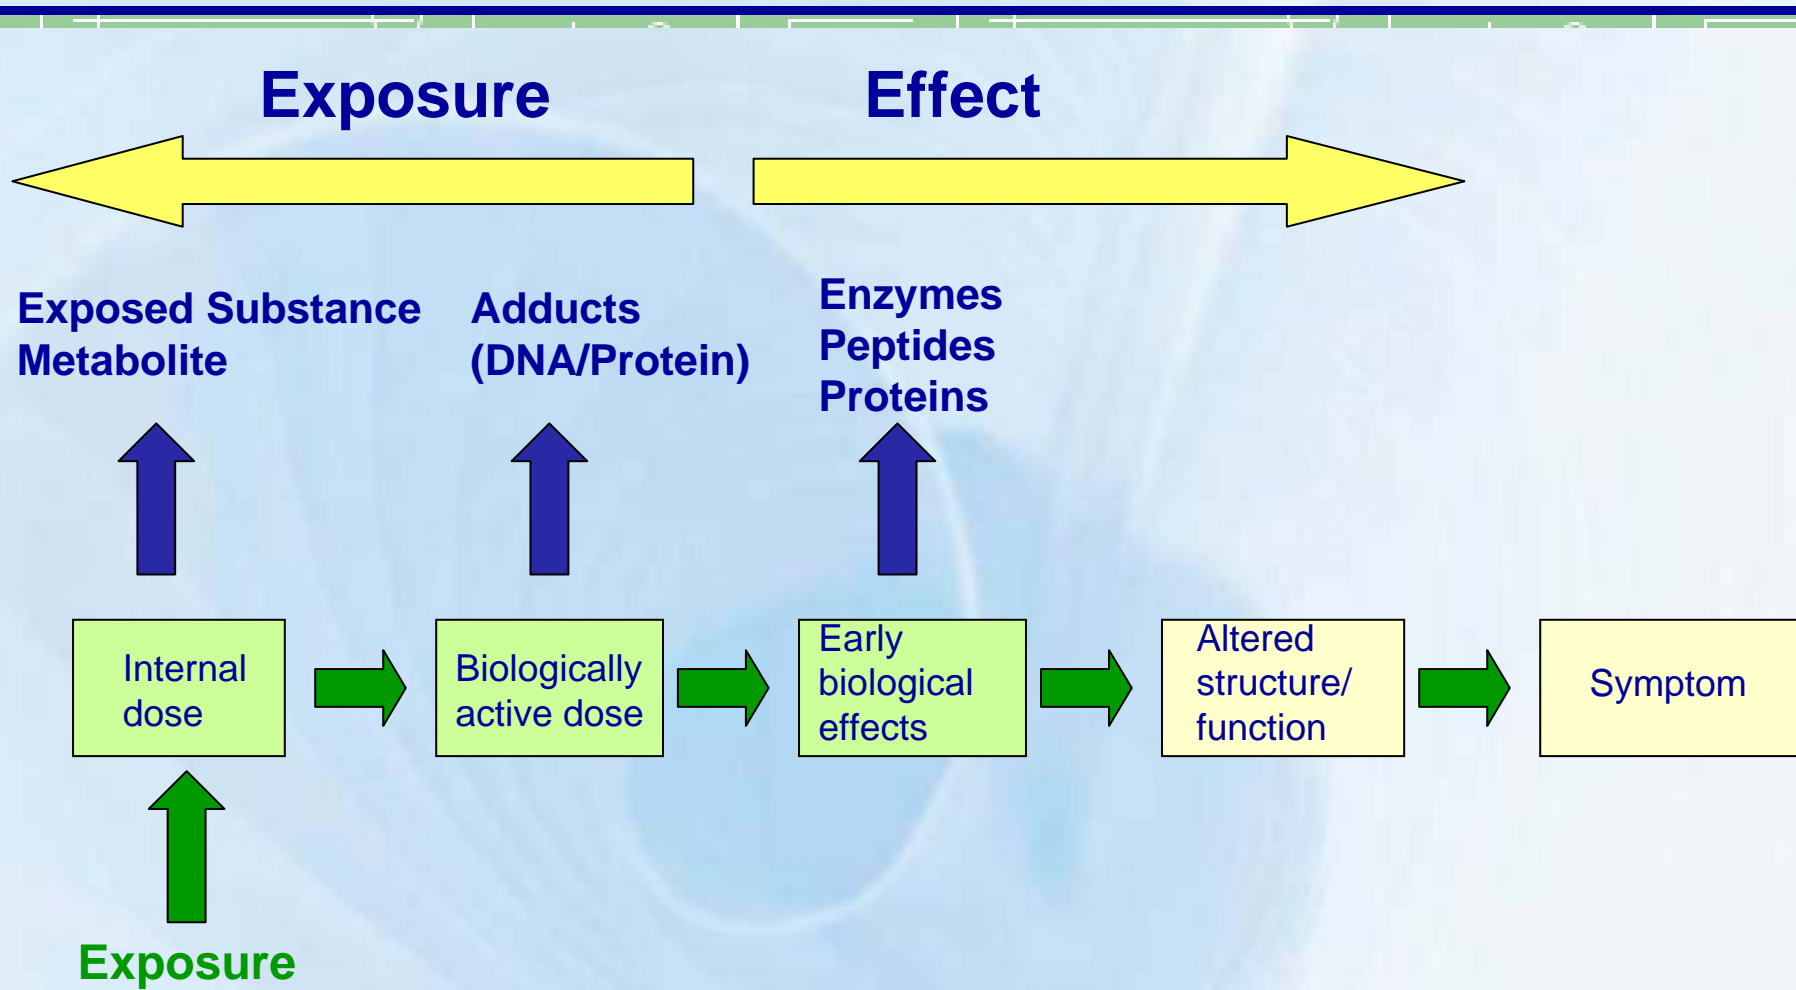 Exposure
Effect
Exposed Substance
Metabolite
Adducts
(DNA/Protein)
Enzymes
Peptides
Proteins
Internal
dose
Biologically
active dose
Early
biological
effects
Altered
structure/
function
Symptom
Exposure